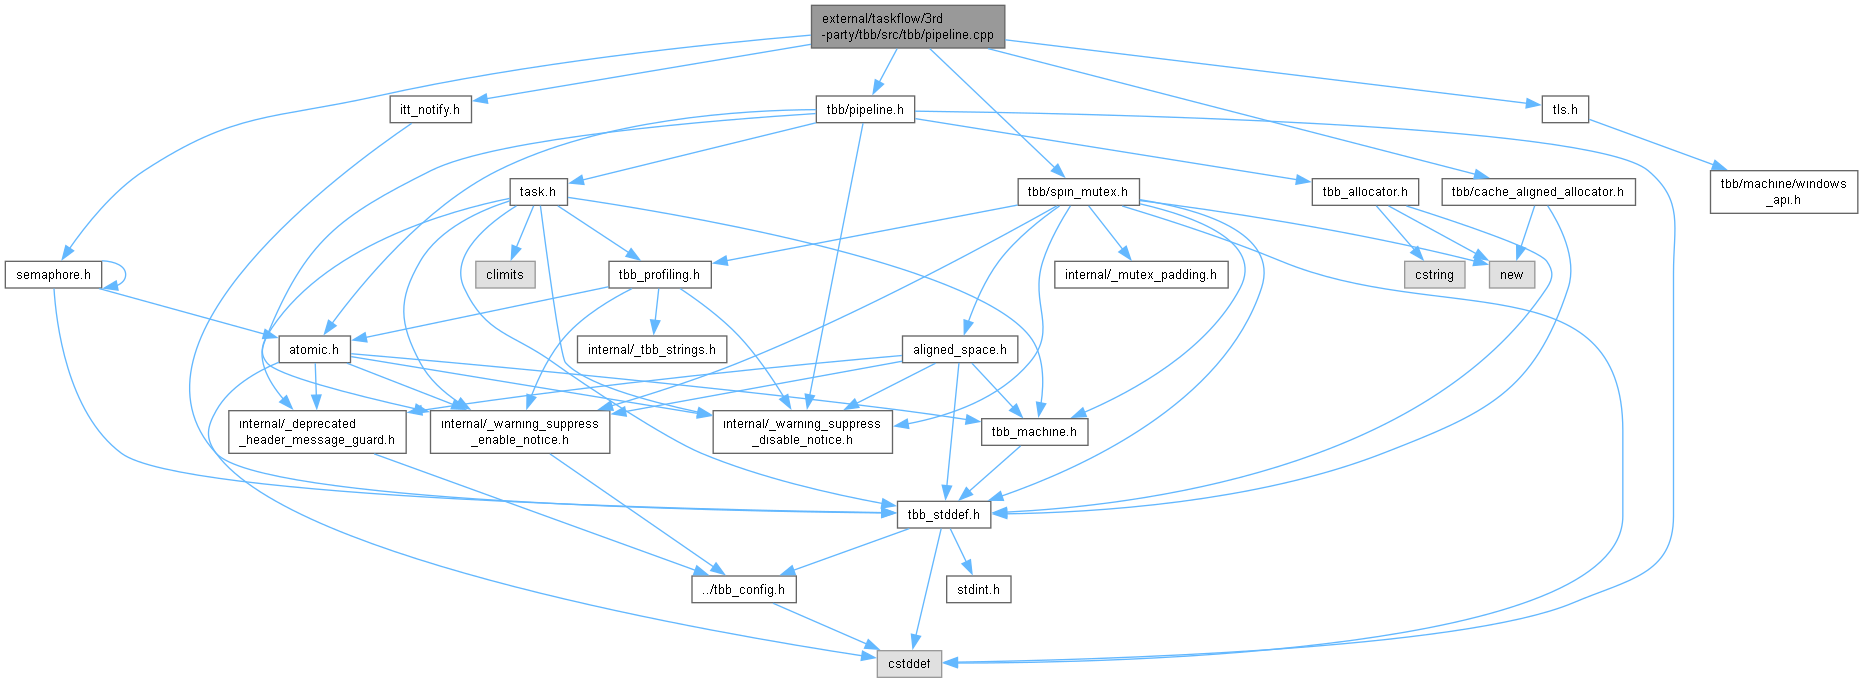 external/taskflow/3rd
-party/tbb/src/tbb/pipeline.cpp
itt_notify.h
tbb/pipeline.h
tls.h
task.h
tbb/spin_mutex.h
tbb_allocator.h
tbb/cache_aligned_allocator.h
tbb/machine/windows
_api.h
semaphore.h
climits
tbb_profiling.h
internal/_mutex_padding.h
cstring
new
atomic.h
internal/_tbb_strings.h
aligned_space.h
internal/_deprecated
_header_message_guard.h
internal/_warning_suppress
_enable_notice.h
internal/_warning_suppress
_disable_notice.h
tbb_machine.h
tbb_stddef.h
../tbb_config.h
stdint.h
cstddef